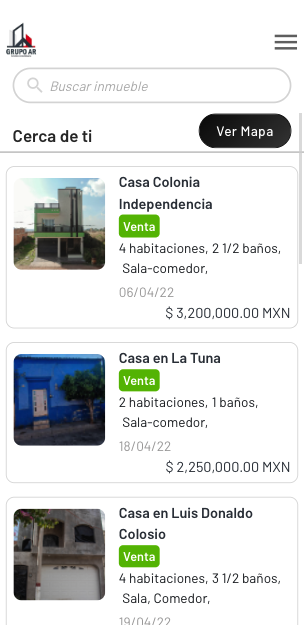 GRUPO AR
Buscar inmueble
Cerca de ti
Ver Mapa
Casa Colonia
Independencia
Venta
4 habitaciones, 2 1/2 baños,
Sala-comedor,
06/04/22
$ 3,200,000.00 MXN
Casa en La Tuna
Venta
2 habitaciones, 1 baños,
Sala-comedor,
18/04/22
$ 2,250,000.00 MXN
Casa en Luis Donaldo
Colosio
Venta
4 habitaciones, 3 1/2 baños,
Sala, Comedor,
19/04/22